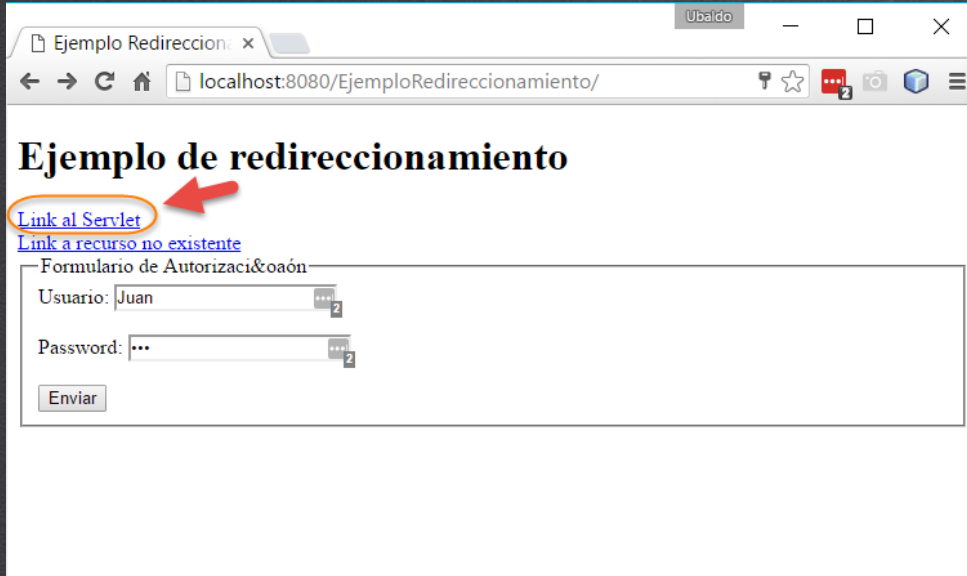 Ubaldo
Ejemplo Redireccion
localhost:8080/EjemploRedireccionamiento/
2
Ejemplo de redireccionamiento
Link al Servlet
Link a recurso no existente
Formulario de Autorizaci&oaón
Usuario: Juan
2
Password: •••
2
Enviar